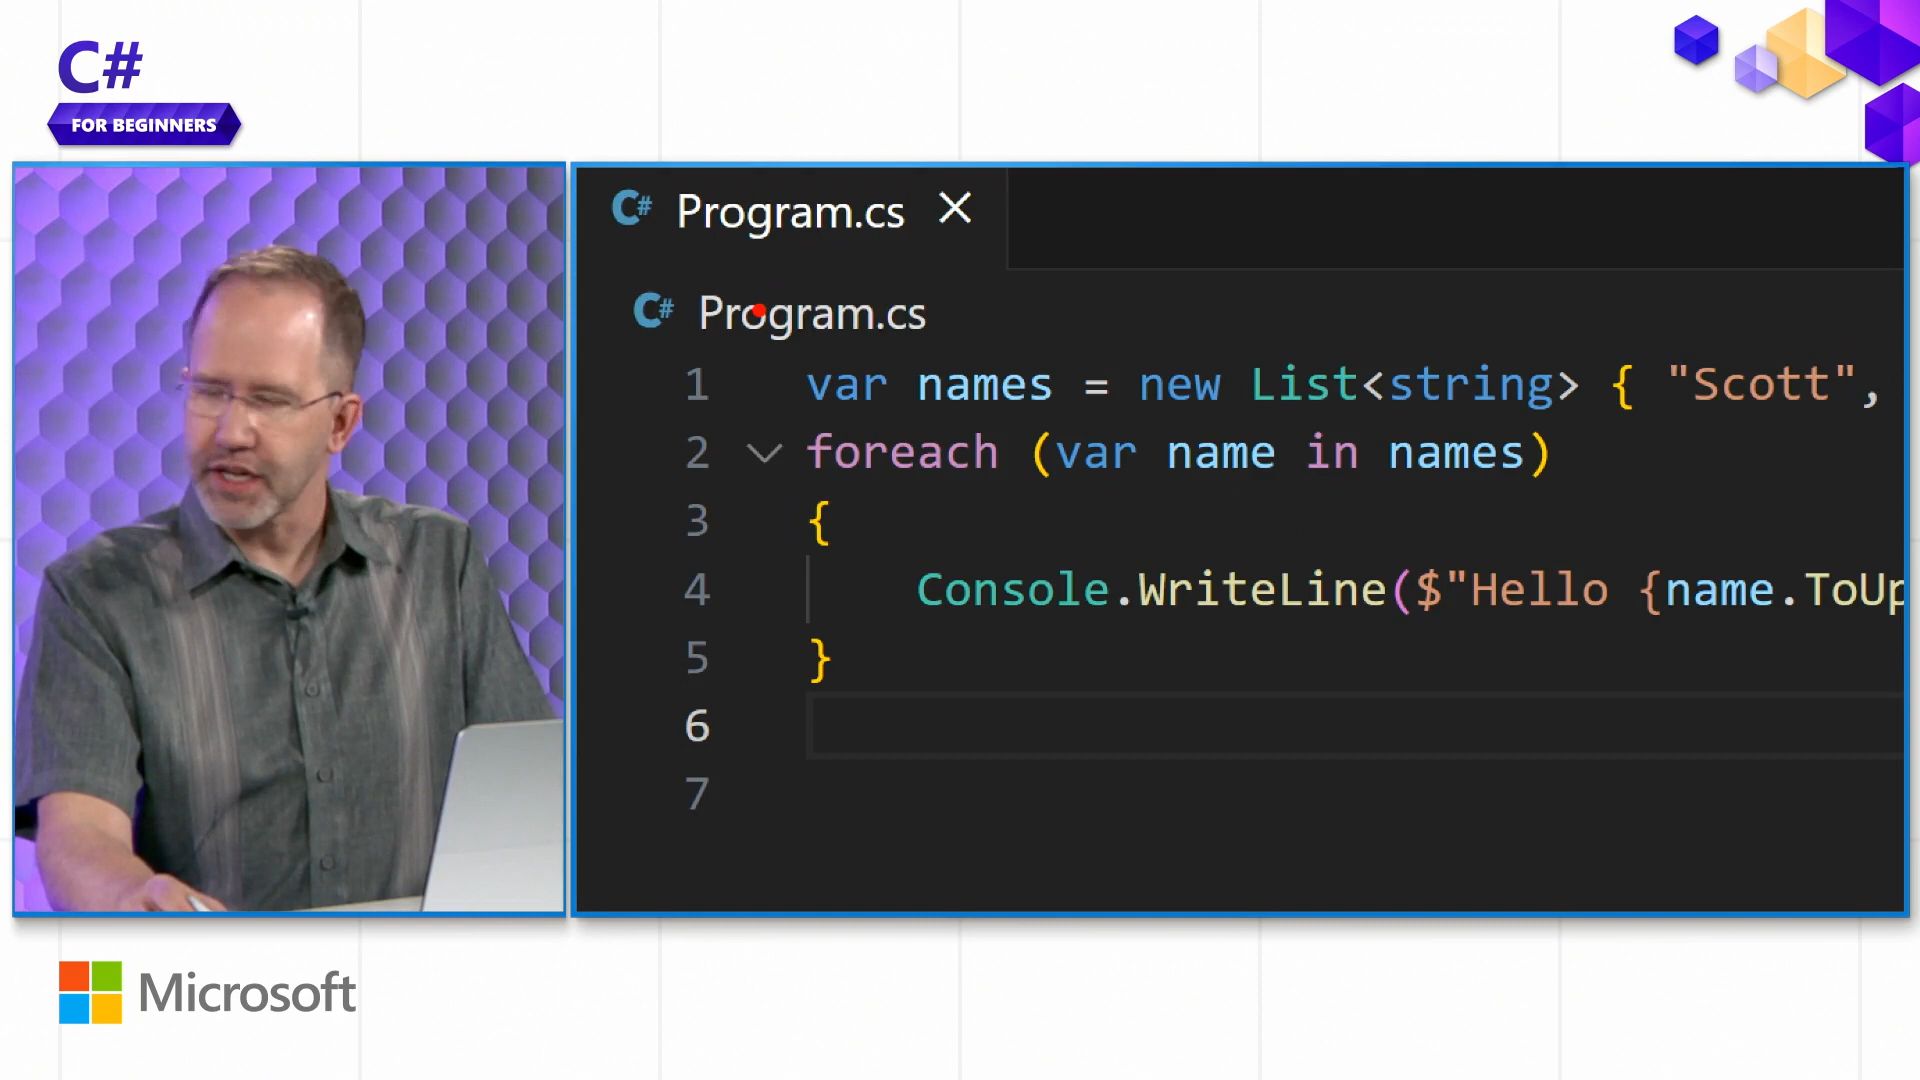 C#
FOR BEGINNERS
C# Program.cs
C# Program.cs
1 var names = new List<string> { "Scott",
2 foreach (var name in names)
3 {
4 Console.WriteLine($"Hello {name.ToUp
5 }
6
7
Microsoft